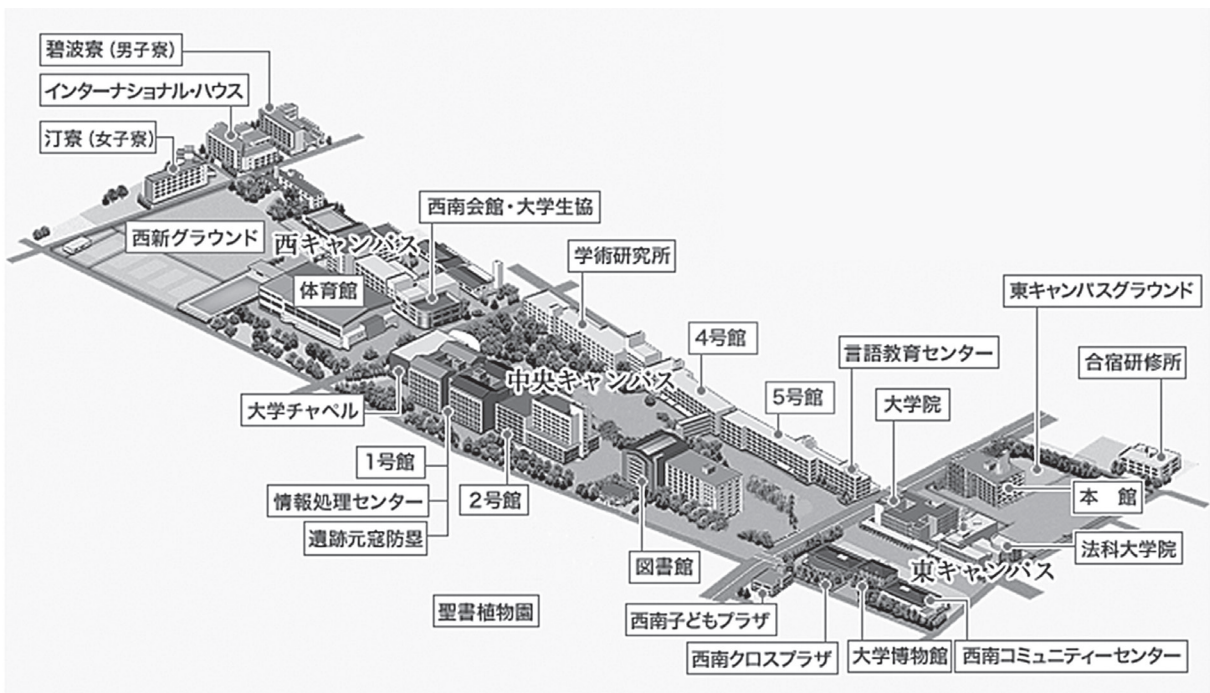 碧波寮（男子寮）
インターナショナル・ハウス
汀寮（女子寮）
西南会館・大学生協
西新グラウンド
西キャンパス
学術研究所
体育館
東キャンパスグラウンド
4号館
言語教育センター
合宿研修所
中央キャンパス
5号館
大学院
大学チャペル
1号館
情報処理センター
2号館
本　館
遺跡元寇防塁
法科大学院
図書館
東キャンパス
聖書植物園
西南子どもプラザ
西南クロスプラザ
大学博物館
西南コミュニティーセンター